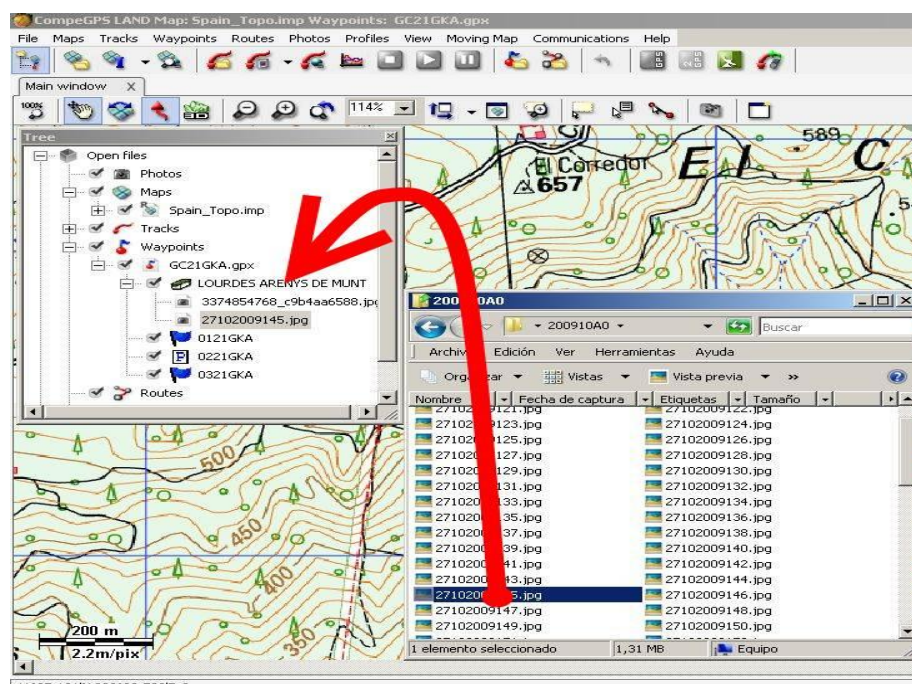 CompeGPS LAND Map: Spain_Topo.imp Waypoints: GC21GKA.gpx
File Maps Tracks Waypoints Routes Photos Profiles View Moving Map Communications Help
Main window X
100% 114%
Tree
Open files
Photos
Maps
Spain_Topo.imp
Tracks
Waypoints
GC21GKA.gpx
LOURDES ARENYS DE MUNT
3374854768_c9b4aa6588.jpg
27102009145.jpg
0121GKA
P 0221GKA
0321GKA
Routes
589
El Corredor
657
E L C
200910A0
200910A0
Buscar
Edición Ver Herramientas Ayuda
Vistas Vista previa »
Nombre Fecha de captura Etiquetas Tamaño
27102009122.jpg
27102009124.jpg
27102009126.jpg
27102009128.jpg
27102009130.jpg
27102009132.jpg
27102009134.jpg
27102009136.jpg
27102009138.jpg
27102009140.jpg
27102009142.jpg
27102009144.jpg
27102009146.jpg
27102009147.jpg 27102009148.jpg
27102009149.jpg 27102009150.jpg
1 elemento seleccionado 1,31 MB Equipo
500
450
400
350
200 m
2.2m/pix